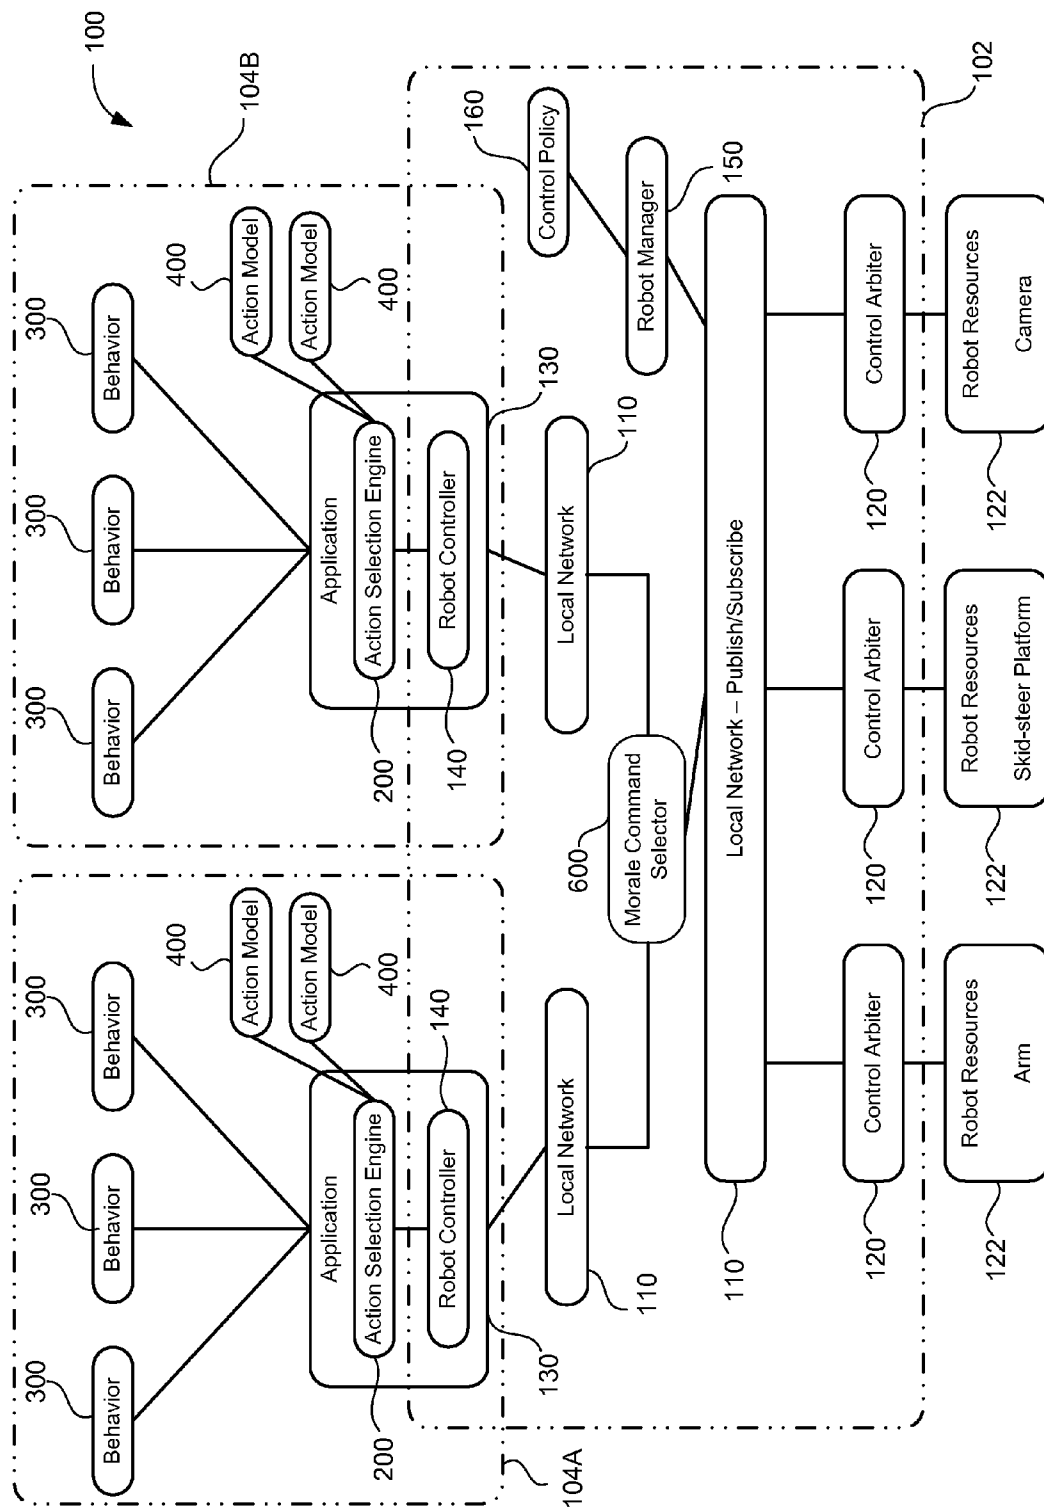 100
104A
104B
300
Behavior
300
Behavior
300
Behavior
300
Behavior
300
Behavior
300
Behavior
400
Action Model
Action Model
400
400
Action Model
Action Model
400
Application
Action Selection Engine
200
Robot Controller
140
130
Application
Action Selection Engine
200
Robot Controller
140
130
Local Network
110
Local Network
110
160
Control Policy
Robot Manager
150
600
Morale Command
Selector
Local Network – Publish/Subscribe
110
Control Arbiter
120
Control Arbiter
120
Control Arbiter
120
102
Robot Resources
Arm
122
Robot Resources
Skid-steer Platform
122
Robot Resources
Camera
122